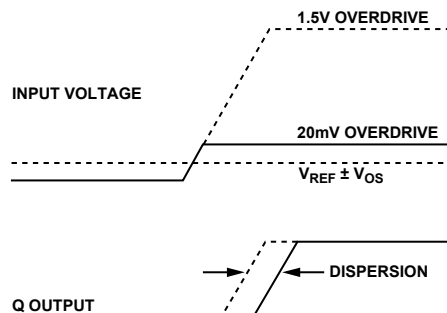 1.5V OVERDRIVE
INPUT VOLTAGE
20mV OVERDRIVE
VREF ± VOS
DISPERSION
Q OUTPUT